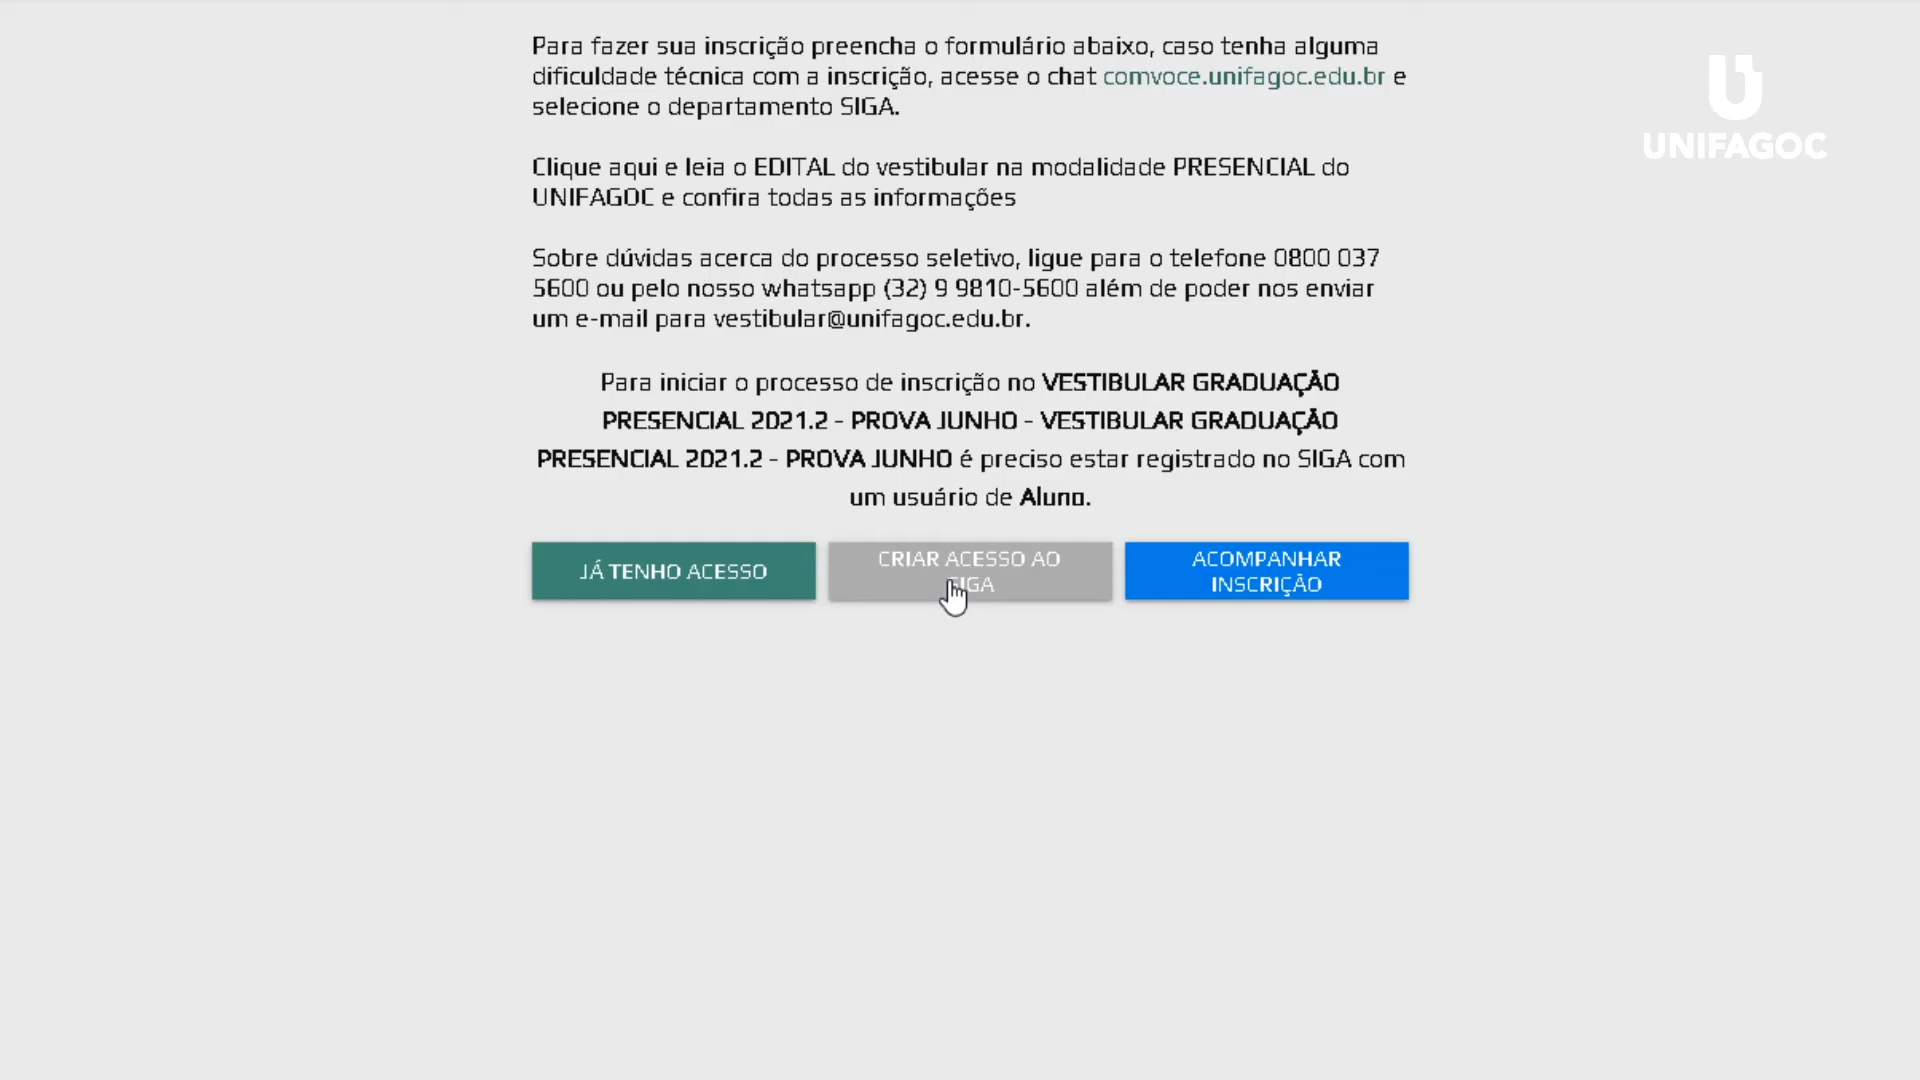 Para fazer sua inscrição preencha o formulário abaixo, caso tenha alguma
dificuldade técnica com a inscrição, acesse o chat comvoce.unifagoc.edu.br e
selecione o departamento SIGA.
UNIFAGOC
Clique aqui e leia o EDITAL do vestibular na modalidade PRESENCIAL do
UNIFAGOC e confira todas as informações
Sobre dúvidas acerca do processo seletivo, ligue para o telefone 0800 037
5600 ou pelo nosso whatsapp (32) 9 9810-5600 além de poder nos enviar
um e-mail para vestibular@unifagoc.edu.br.
Para iniciar o processo de inscrição no VESTIBULAR GRADUAÇÃO
PRESENCIAL 2021.2 - PROVA JUNHO - VESTIBULAR GRADUAÇÃO
PRESENCIAL 2021.2 - PROVA JUNHO é preciso estar registrado no SIGA com
um usuário de Aluno.
JÁ TENHO ACESSO
CRIAR ACESSO AO
SIGA
ACOMPANHAR
INSCRIÇÃO